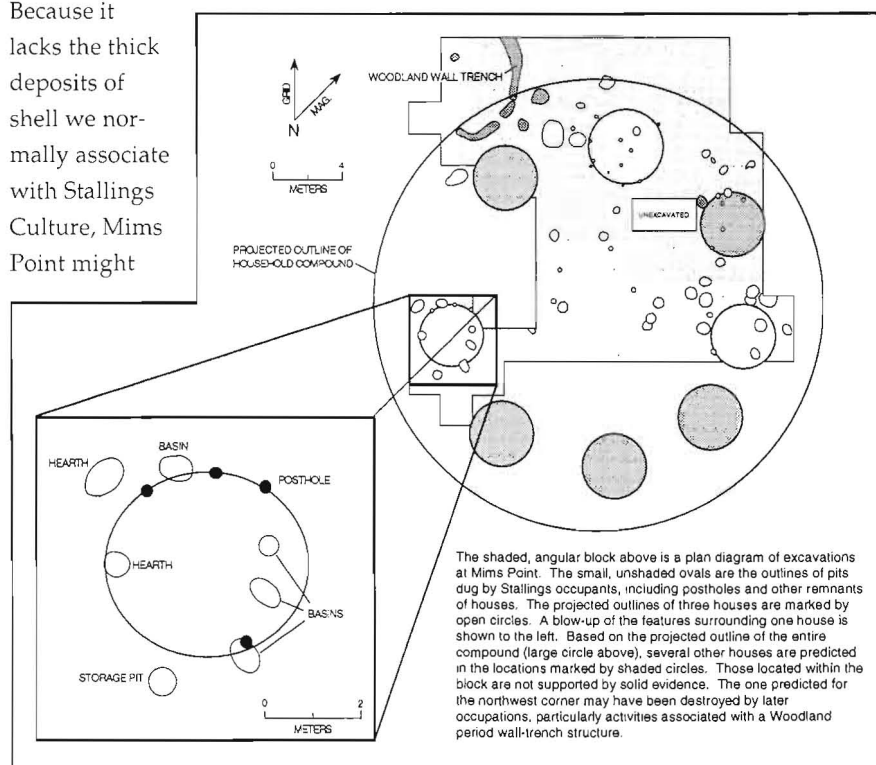 Because it
lacks the thick
deposits of
shell we nor-
mally associate
with Stallings
Culture, Mims
Point might
GRID
MAG.
N
0 4
METERS
WOODLAND WALL TRENCH
UNEXCAVATED
PROJECTED OUTLINE OF
HOUSEHOLD COMPOUND
HEARTH
BASIN
POSTHOLE
HEARTH
BASINS
STORAGE PIT
0 2
METERS
The shaded, angular block above is a plan diagram of excavations
at Mims Point. The small, unshaded ovals are the outlines of pits
dug by Stallings occupants, including postholes and other remnants
of houses. The projected outlines of three houses are marked by
open circles. A blow-up of the features surrounding one house is
shown to the left. Based on the projected outline of the entire
compound (large circle above), several other houses are predicted
in the locations marked by shaded circles. Those located within the
block are not supported by solid evidence. The one predicted for
the northwest corner may have been destroyed by later
occupations, particularly activities associated with a Woodland
period wall-trench structure.